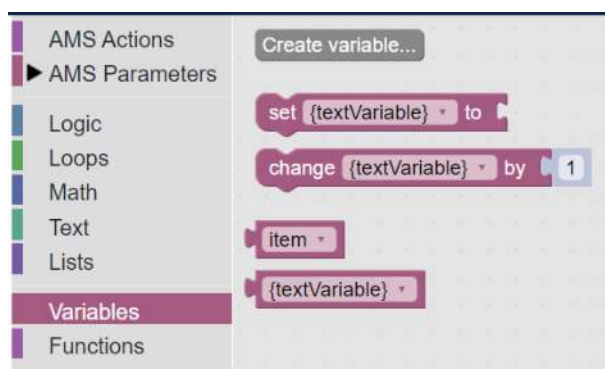 AMS Actions
AMS Parameters
Logic
Loops
Math
Text
Lists
Variables
Functions
Create variable...
set {textVariable} to
change {textVariable} by 1
item
{textVariable}